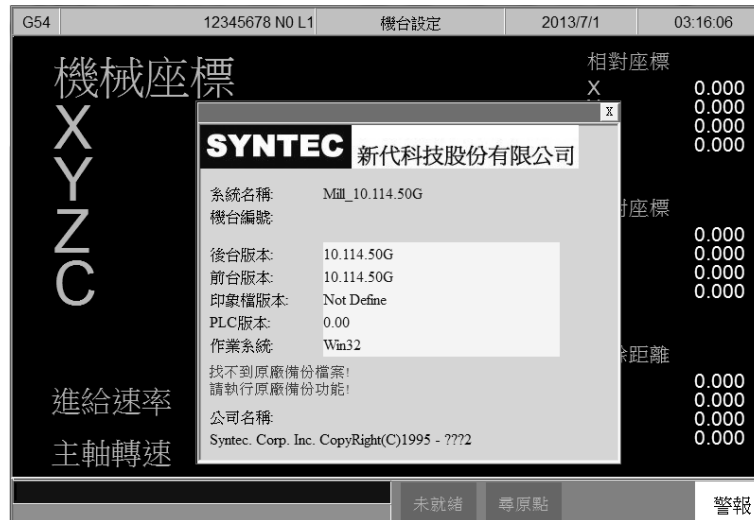 G54 12345678 N0 L1 機台設定 2013/7/1 03:16:06
機械座標
X
Y
Z
C
進給速率
主軸轉速
相對座標
X 0.000
0.000
0.000
0.000
對座標
0.000
0.000
0.000
0.000
餘距離
0.000
0.000
0.000
0.000
X
SYNTEC 新代科技股份有限公司
系統名稱: Mill_10.114.50G
機台編號:
後台版本: 10.114.50G
前台版本: 10.114.50G
印象檔版本: Not Define
PLC版本: 0.00
作業系統: Win32
找不到原廠備份檔案!
請執行原廠備份功能!
公司名稱:
Syntec. Corp. Inc. CopyRight(C)1995 - ???2
未就緒 尋原點 警報